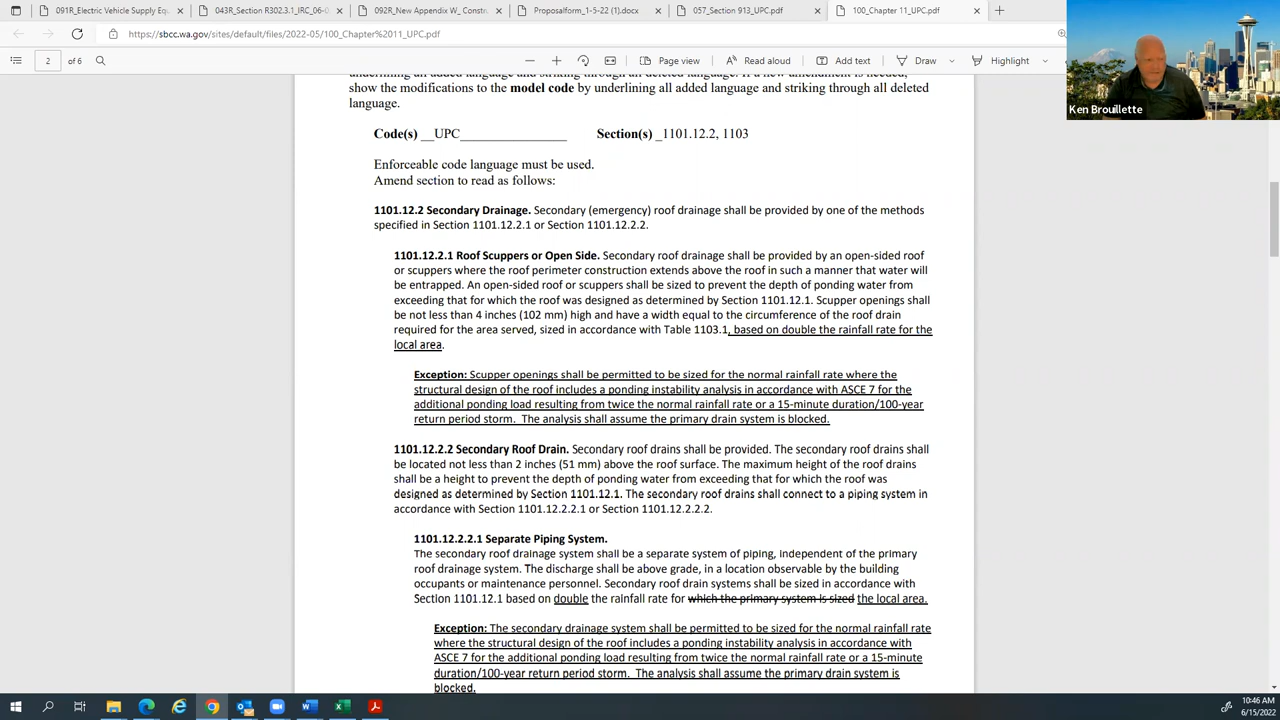 091R_Electric Vehicle Supply Eq
043R_Section R302.3.1_IRC_06-0
092R_New Appendix W_ Constru
Proposalform_1-5-22 (1).docx
057_Section 913_UPC.pdf
100_Chapter 11_UPC.pdf
https://sbcc.wa.gov/sites/default/files/2022-05/100_Chapter%2011_UPC.pdf
2 of 6
Page view
Read aloud
Add text
Draw
Highlight
Ken Brouillette
underlining all added language and striking through all deleted language. If a new amendment is needed,
show the modifications to the model code by underlining all added language and striking through all deleted
language.
Code(s) __UPC______________ Section(s) _1101.12.2, 1103
Enforceable code language must be used.
Amend section to read as follows:
1101.12.2 Secondary Drainage. Secondary (emergency) roof drainage shall be provided by one of the methods
specified in Section 1101.12.2.1 or Section 1101.12.2.2.
1101.12.2.1 Roof Scuppers or Open Side. Secondary roof drainage shall be provided by an open-sided roof
or scuppers where the roof perimeter construction extends above the roof in such a manner that water will
be entrapped. An open-sided roof or scuppers shall be sized to prevent the depth of ponding water from
exceeding that for which the roof was designed as determined by Section 1101.12.1. Scupper openings shall
be not less than 4 inches (102 mm) high and have a width equal to the circumference of the roof drain
required for the area served, sized in accordance with Table 1103.1, based on double the rainfall rate for the
local area.
Exception: Scupper openings shall be permitted to be sized for the normal rainfall rate where the
structural design of the roof includes a ponding instability analysis in accordance with ASCE 7 for the
additional ponding load resulting from twice the normal rainfall rate or a 15-minute duration/100-year
return period storm. The analysis shall assume the primary drain system is blocked.
1101.12.2.2 Secondary Roof Drain. Secondary roof drains shall be provided. The secondary roof drains shall
be located not less than 2 inches (51 mm) above the roof surface. The maximum height of the roof drains
shall be a height to prevent the depth of ponding water from exceeding that for which the roof was
designed as determined by Section 1101.12.1. The secondary roof drains shall connect to a piping system in
accordance with Section 1101.12.2.2.1 or Section 1101.12.2.2.2.
1101.12.2.2.1 Separate Piping System.
The secondary roof drainage system shall be a separate system of piping, independent of the primary
roof drainage system. The discharge shall be above grade, in a location observable by the building
occupants or maintenance personnel. Secondary roof drain systems shall be sized in accordance with
Section 1101.12.1 based on double the rainfall rate for which the primary system is sized the local area.
Exception: The secondary drainage system shall be permitted to be sized for the normal rainfall rate
where the structural design of the roof includes a ponding instability analysis in accordance with
ASCE 7 for the additional ponding load resulting from twice the normal rainfall rate or a 15-minute
duration/100-year return period storm. The analysis shall assume the primary drain system is
blocked.
10:46 AM
6/15/2022